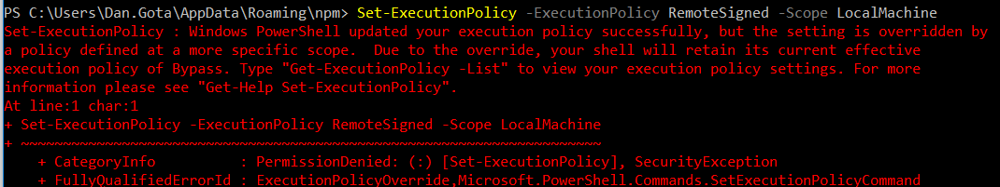 PS C:\Users\Dan.Gota\AppData\Roaming\npm> Set-ExecutionPolicy -ExecutionPolicy RemoteSigned -Scope LocalMachine
Set-ExecutionPolicy : Windows PowerShell updated your execution policy successfully, but the setting is overridden by
a policy defined at a more specific scope.  Due to the override, your shell will retain its current effective
execution policy of Bypass. Type "Get-ExecutionPolicy -List" to view your execution policy settings. For more
information please see "Get-Help Set-ExecutionPolicy".
At line:1 char:1
+ Set-ExecutionPolicy -ExecutionPolicy RemoteSigned -Scope LocalMachine
+ ~~~~~~~~~~~~~~~~~~~~~~~~~~~~~~~~~~~~~~~~~~~~~~~~~~~~~~~~~~~~~~~~~~~~~
    + CategoryInfo          : PermissionDenied: (:) [Set-ExecutionPolicy], SecurityException
    + FullyQualifiedErrorId : ExecutionPolicyOverride,Microsoft.PowerShell.Commands.SetExecutionPolicyCommand